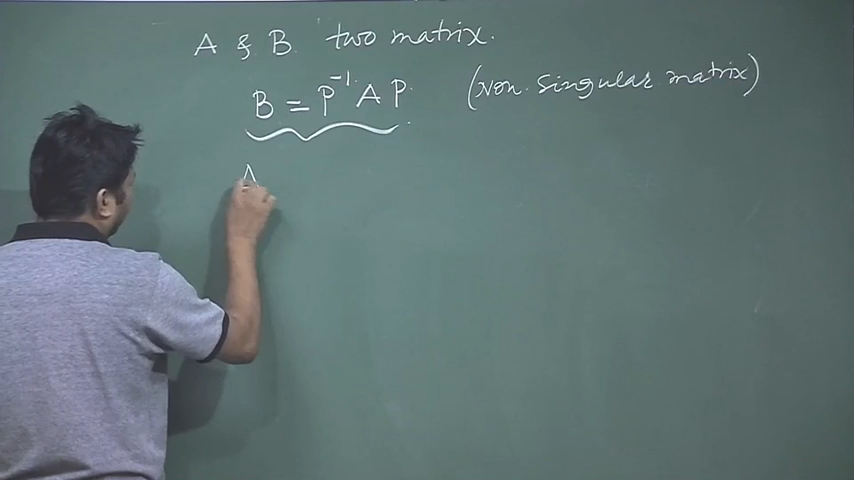 A & B two matrix.
B = P⁻¹ A P. (non. singular matrix)
A